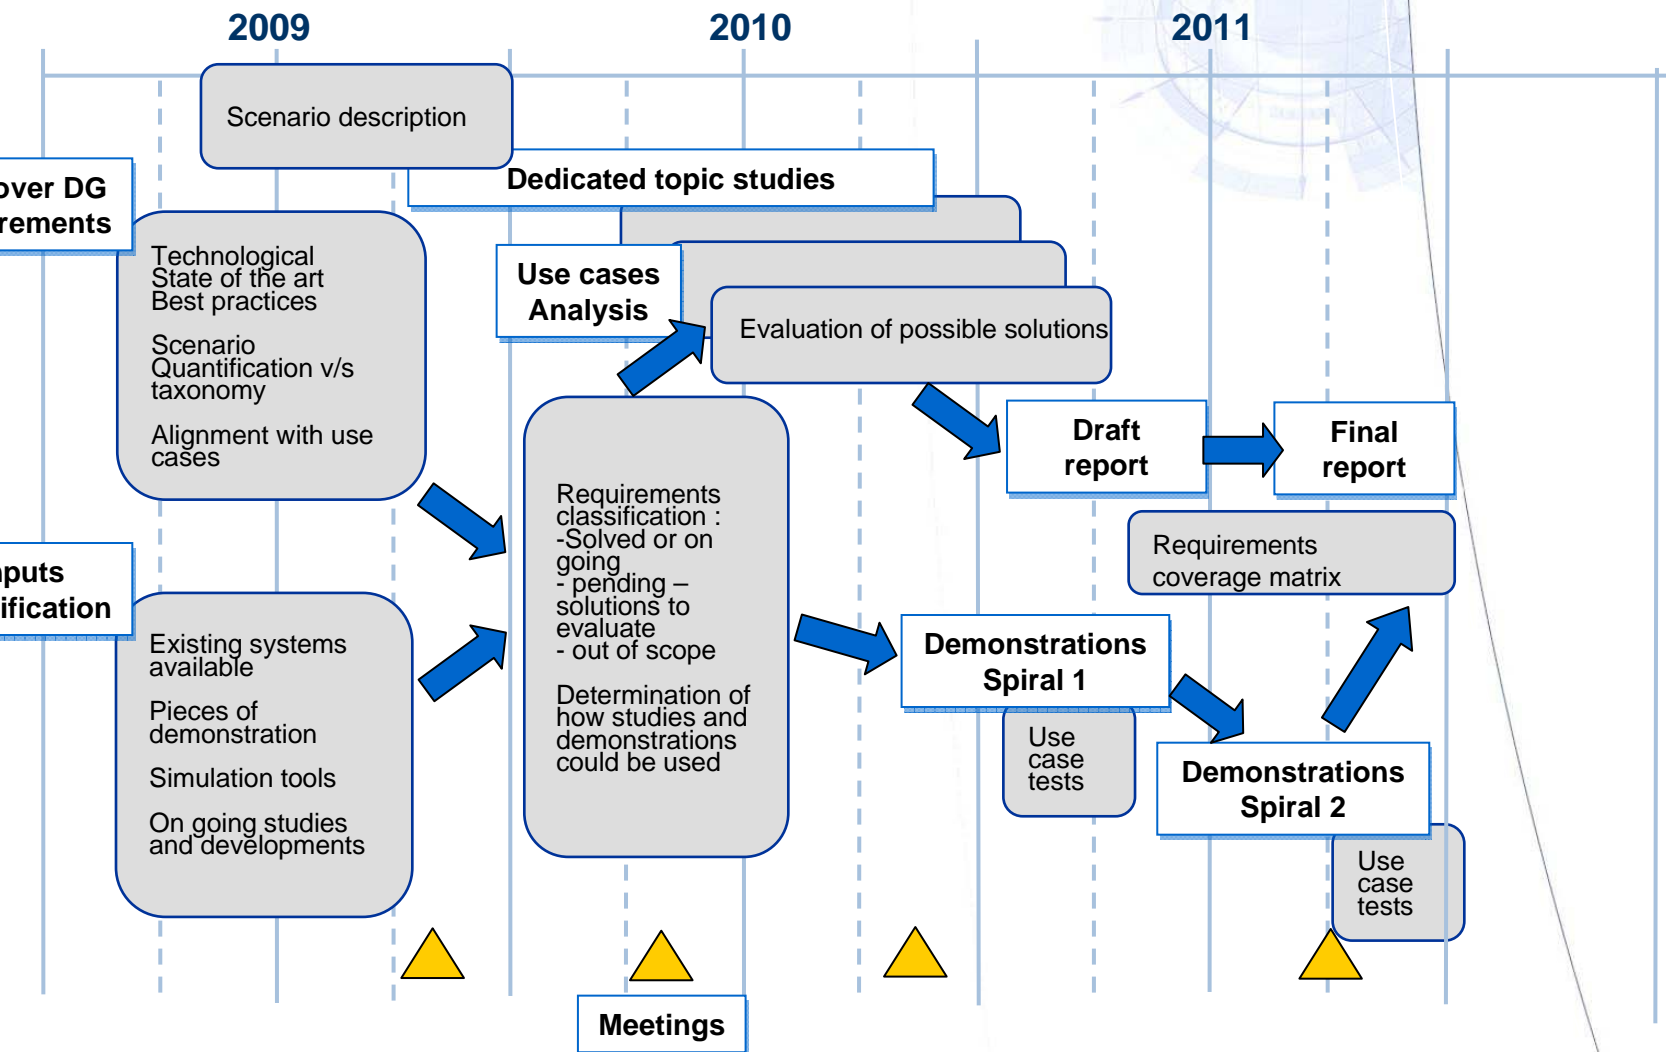 2009
2010
2011
Scenario description
over DG
Dedicated topic studies
Technological
State of the art
Best practices
Scenario
Quantification v/s
taxonomy
Alignment with use
cases
Use cases
Analysis
Evaluation of possible solutions
Draft
report
Final
report
Requirements
classification :
-Solved or on
going
- pending –
solutions to
evaluate
- out of scope
Determination of
how studies and
demonstrations
could be used
Requirements
coverage matrix
Existing systems
available
Pieces of
demonstration
Simulation tools
On going studies
and developments
Demonstrations
Spiral 1
Use
case
tests
Demonstrations
Spiral 2
Use
case
tests
Meetings